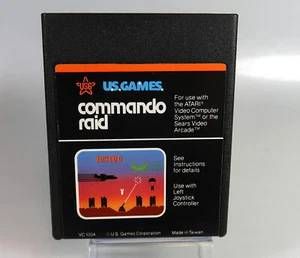 USG
U.S. GAMES
commando
raid
For use with
the ATARI®
Video Computer
System™ or the
Sears Video
Arcade™
See
Instructions
for details
Use with
Left
Joystick
Controller
VC 1004
© U.S. Games Corporation
Made in Taiwan